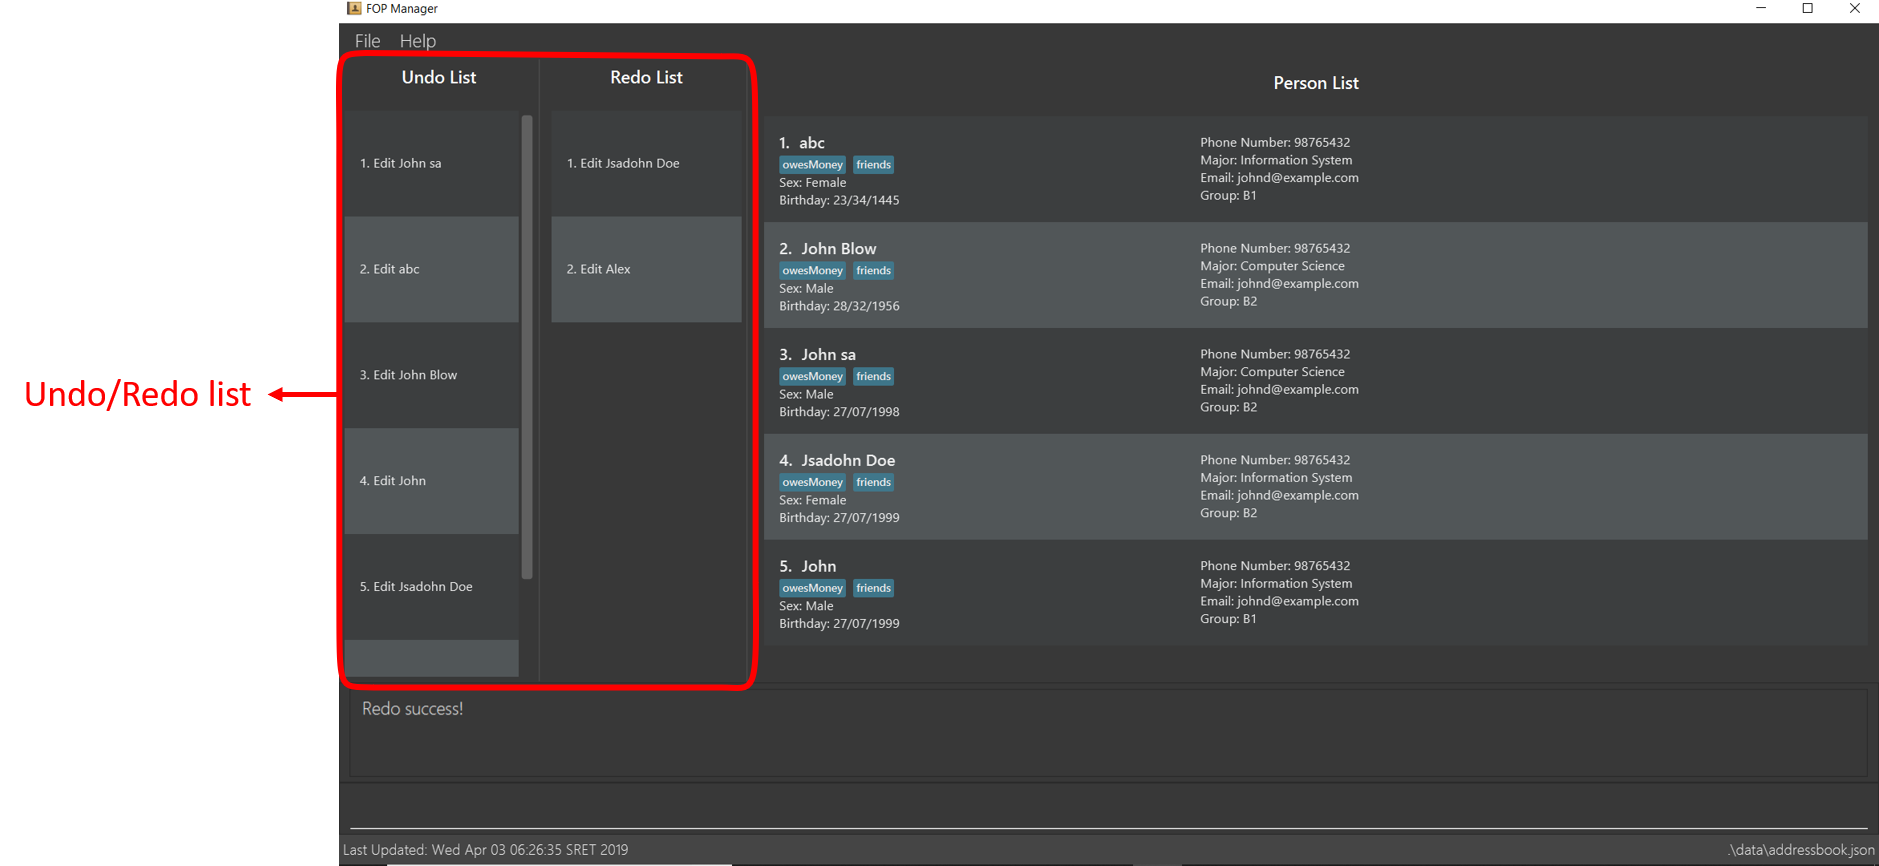 FOP Manager
File Help
Undo List
Redo List
Person List
1. Edit John sa
2. Edit abc
3. Edit John Blow
4. Edit John
5. Edit Jsadohn Doe
1. Edit Jsadohn Doe
2. Edit Alex
1. abc
owesMoney friends
Sex: Female
Birthday: 23/34/1445
Phone Number: 98765432
Major: Information System
Email: johnd@example.com
Group: B1
2. John Blow
owesMoney friends
Sex: Male
Birthday: 28/32/1956
Phone Number: 98765432
Major: Computer Science
Email: johnd@example.com
Group: B2
3. John sa
owesMoney friends
Sex: Male
Birthday: 27/07/1998
Phone Number: 98765432
Major: Computer Science
Email: johnd@example.com
Group: B2
4. Jsadohn Doe
owesMoney friends
Sex: Female
Birthday: 27/07/1999
Phone Number: 98765432
Major: Information System
Email: johnd@example.com
Group: B2
5. John
owesMoney friends
Sex: Male
Birthday: 27/07/1999
Phone Number: 98765432
Major: Information System
Email: johnd@example.com
Group: B1
Undo/Redo list
Redo success!
Last Updated: Wed Apr 03 06:26:35 SRET 2019
.\data\addressbook.json